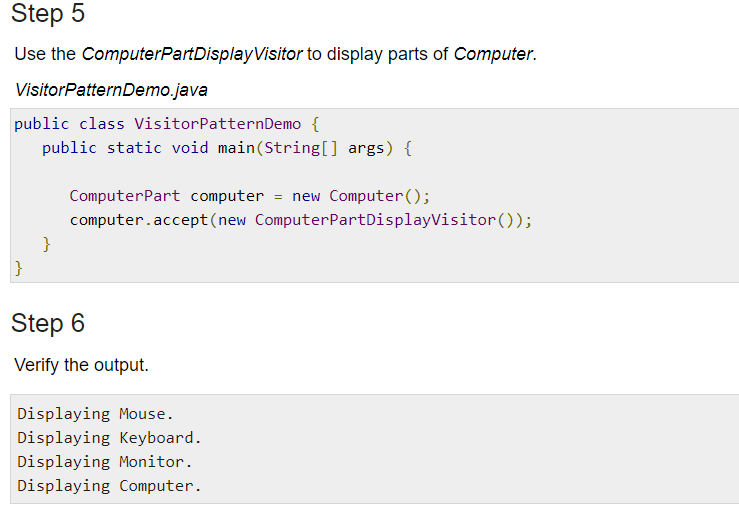 Step 5
Use the ComputerPartDisplayVisitor to display parts of Computer.
VisitorPatternDemo.java
public class VisitorPatternDemo {
   public static void main(String[] args) {

      ComputerPart computer = new Computer();
      computer.accept(new ComputerPartDisplayVisitor());
   }
}
Step 6
Verify the output.
Displaying Mouse.
Displaying Keyboard.
Displaying Monitor.
Displaying Computer.